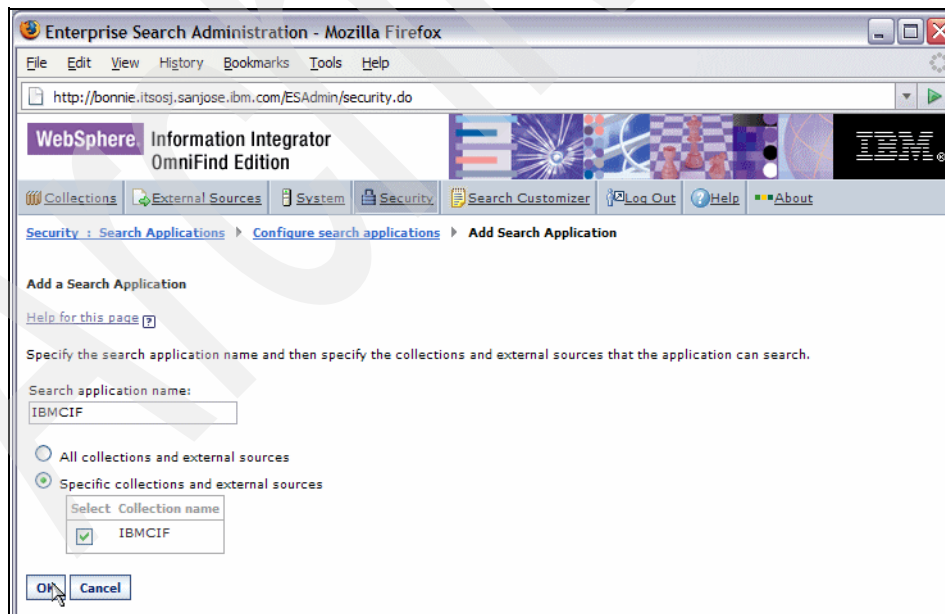 Enterprise Search Administration - Mozilla Firefox
File Edit View History Bookmarks Tools Help
http://bonnie.itsosj.sanjose.ibm.com/ESAdmin/security.do
WebSphere. Information Integrator
OmniFind Edition
IBM®
Collections External Sources System Security Search Customizer Log Out Help About
Security : Search Applications Configure search applications Add Search Application
Add a Search Application
Help for this page ?
Specify the search application name and then specify the collections and external sources that the application can search.
Search application name:
IBMCIF
All collections and external sources
Specific collections and external sources
Select Collection name
IBMCIF
OK Cancel